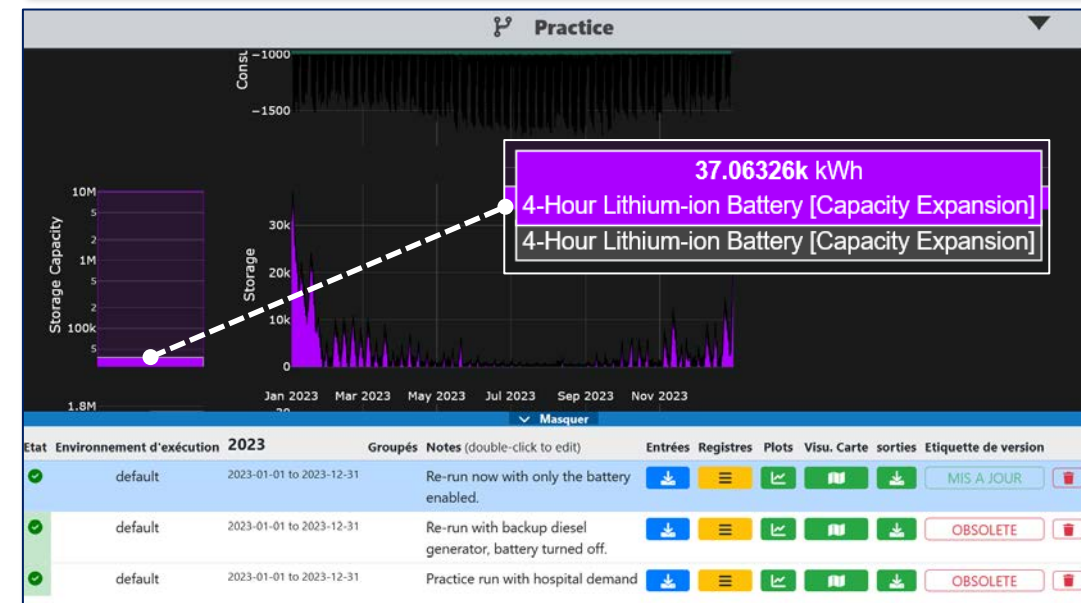 Practice
Consu
−1000
−1500
37.06326k kWh
4-Hour Lithium-ion Battery [Capacity Expansion]
4-Hour Lithium-ion Battery [Capacity Expansion]
Storage Capacity
10M
5
2
1M
5
2
100k
5
1.8M
Storage
30k
20k
10k
0
Jan 2023 Mar 2023 May 2023 Jul 2023 Sep 2023 Nov 2023
Masquer
Etat Environnement d'exécution 2023 Groupés Notes (double-click to edit) Entrées Registres Plots Visu. Carte sorties Etiquette de version
default 2023-01-01 to 2023-12-31 Re-run now with only the battery
enabled.
MIS A JOUR
default 2023-01-01 to 2023-12-31 Re-run with backup diesel
generator, battery turned off.
OBSOLETE
default 2023-01-01 to 2023-12-31 Practice run with hospital demand OBSOLETE